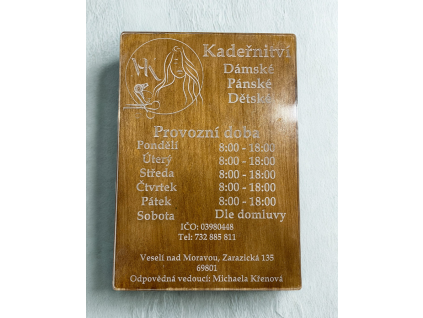 MK
Kadeřnitví
Dámské
Pánské
Dětské
Provozní doba
Pondělí 8:00 - 18:00
Úterý 8:00 - 18:00
Středa 8:00 - 18:00
Čtvrtek 8:00 - 18:00
Pátek 8:00 - 18:00
Sobota Dle domluvy
IČO: 03980448
Tel: 732 885 811
Veselí nad Moravou, Zarazická 135
69801
Odpovědná vedoucí: Michaela Křenová